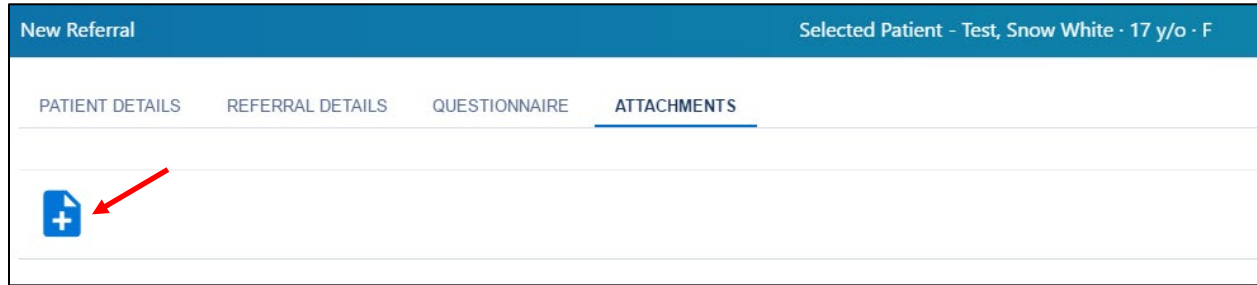 New Referral
Selected Patient - Test, Snow White · 17 y/o · F
PATIENT DETAILS REFERRAL DETAILS QUESTIONNAIRE ATTACHMENTS